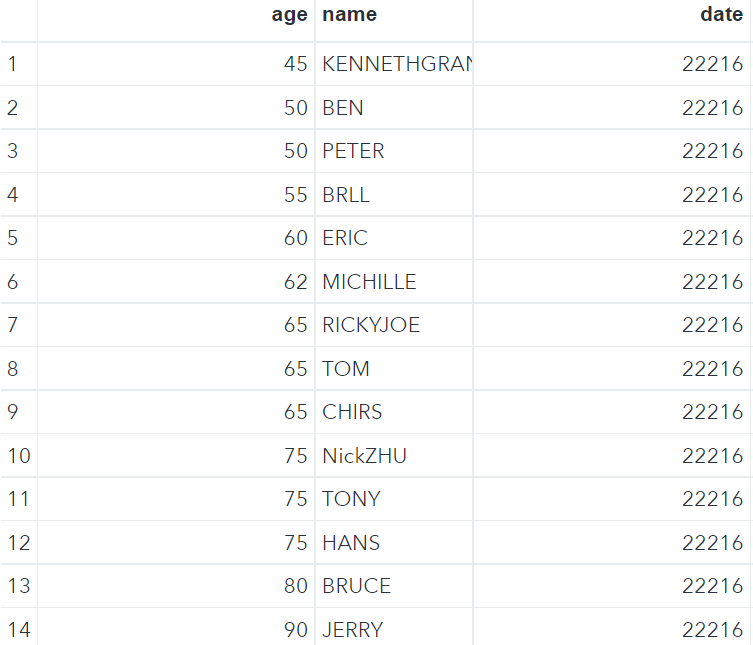 age name date
1 45 KENNETHGRAN 22216
2 50 BEN 22216
3 50 PETER 22216
4 55 BRLL 22216
5 60 ERIC 22216
6 62 MICHILLE 22216
7 65 RICKYJOE 22216
8 65 TOM 22216
9 65 CHIRS 22216
10 75 NickZHU 22216
11 75 TONY 22216
12 75 HANS 22216
13 80 BRUCE 22216
14 90 JERRY 22216